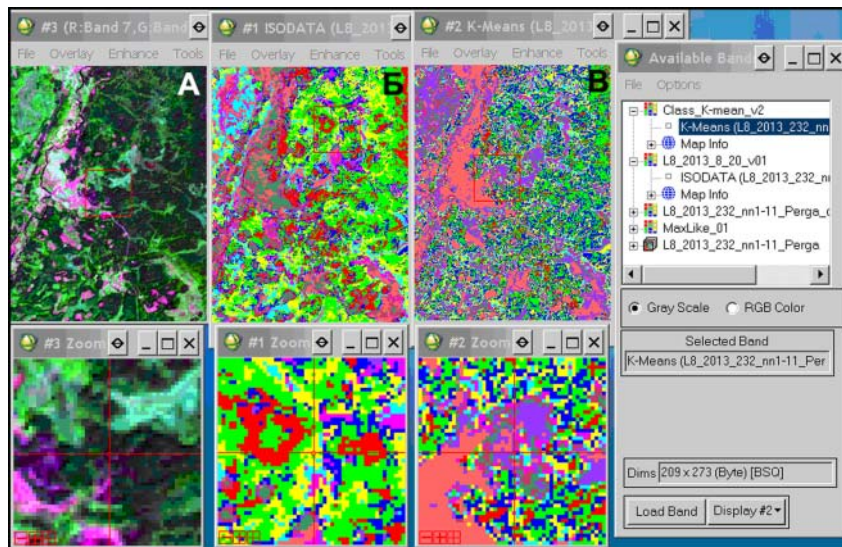 #3 (R:Band 7,G:Band
File Overlay Enhance Tools
А
#1 ISODATA (L8_201
File Overlay Enhance Tools
Б
#2 K-Means (L8_
File Overlay Enhance Tools
В
Available Band
File Options
Class_K-mean_v2
K-Means (L8_2013_232_nn
Map Info
L8_2013_8_20_v01
ISODATA (L8_2013_232_n
Map Info
L8_2013_232_nn1-11_Perga_c
MaxLike_01
L8_2013_232_nn1-11_Perga
Gray Scale RGB Color
Selected Band
K-Means (L8_2013_232_nn1-11_Per
Dims 209 x 273 (Byte) [BSQ]
Load Band Display #2
#3 Zoom
#1 Zoom
#2 Zoom